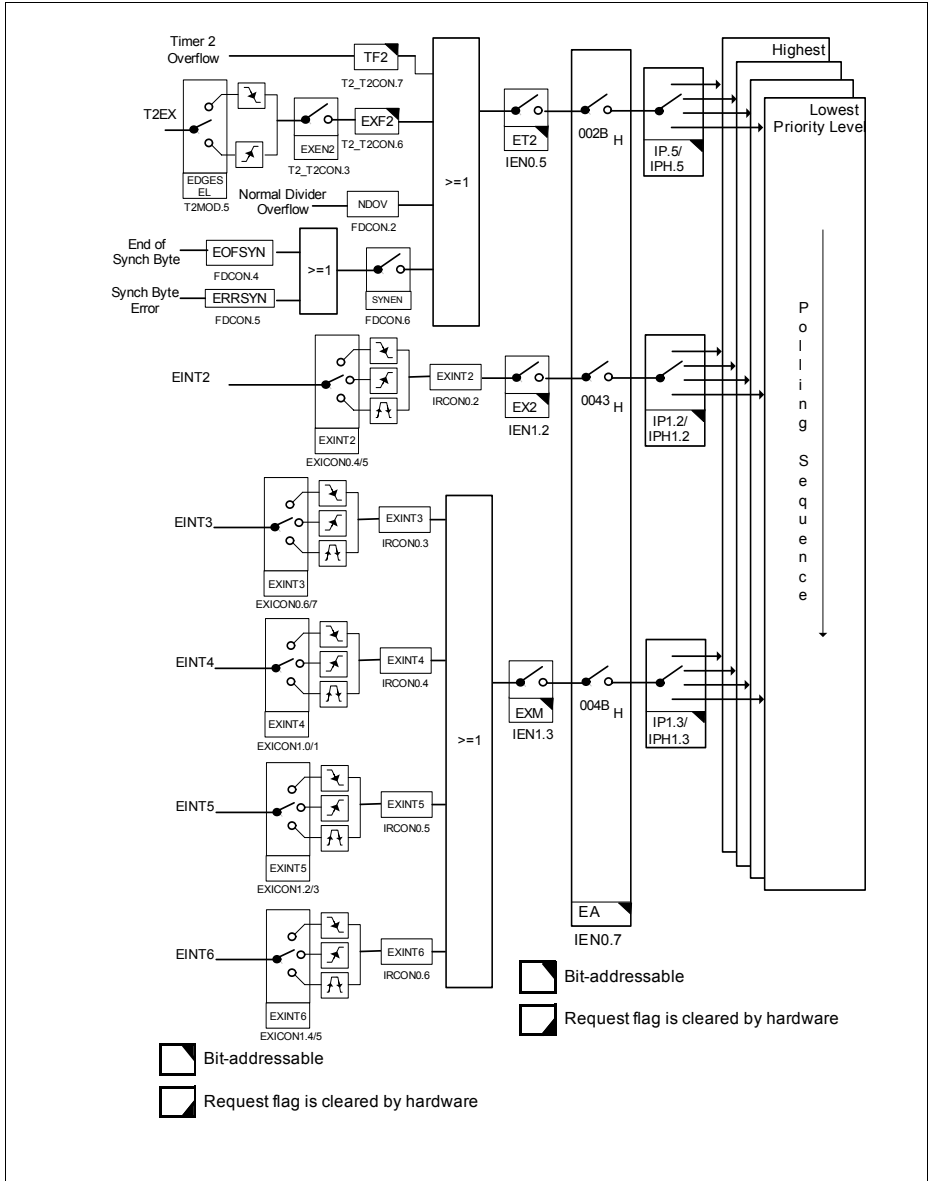 Timer 2
Overflow
TF2
T2_T2CON.7
T2EX
EDGES
EL
T2MOD.5
EXEN2
T2_T2CON.3
EXF2
T2_T2CON.6
Normal Divider
Overflow
NDOV
FDCON.2
End of
Synch Byte
EOFSYN
FDCON.4
Synch Byte
Error
ERRSYN
FDCON.5
>=1
SYNEN
FDCON.6
>=1
ET2
IEN0.5
002B H
IP.5/
IPH.5
Highest
Lowest
Priority Level
Polling Sequence
EINT2
EXINT2
EXICON0.4/5
EXINT2
IRCON0.2
EX2
IEN1.2
0043 H
IP1.2/
IPH1.2
EINT3
EXINT3
EXICON0.6/7
EXINT3
IRCON0.3
EINT4
EXINT4
EXICON1.0/1
EXINT4
IRCON0.4
>=1
EXM
IEN1.3
004B H
IP1.3/
IPH1.3
EINT5
EXINT5
EXICON1.2/3
EXINT5
IRCON0.5
EINT6
EXINT6
EXICON1.4/5
EXINT6
IRCON0.6
EA
IEN0.7
Bit-addressable
Request flag is cleared by hardware
Bit-addressable
Request flag is cleared by hardware